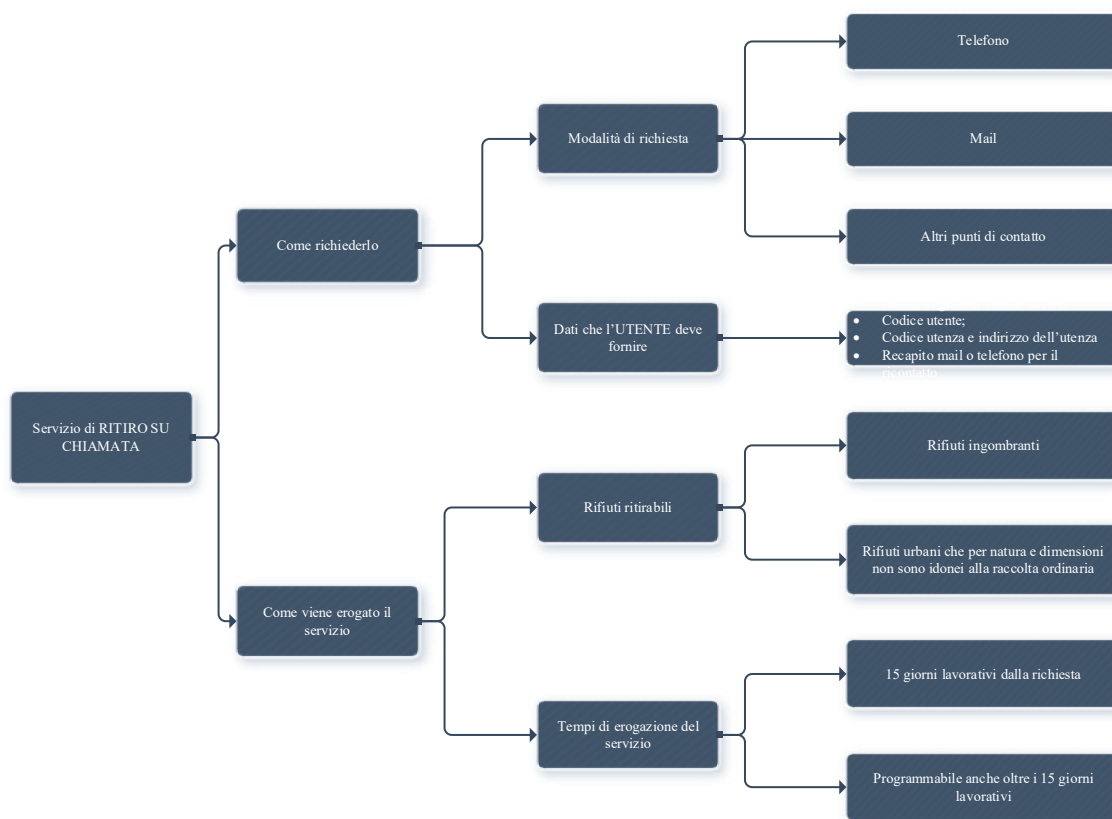 Telefono
Modalità di richiesta
Mail
Come richiederlo
Altri punti di contatto
Dati che l’UTENTE deve
fornire
• Codice utente;
• Codice utenza e indirizzo dell’utenza
• Recapito mail o telefono per il
ricontatto
Servizio di RITIRO SU
CHIAMATA
Rifiuti ingombranti
Rifiuti ritirabili
Rifiuti urbani che per natura e dimensioni
non sono idonei alla raccolta ordinaria
Come viene erogato il
servizio
15 giorni lavorativi dalla richiesta
Tempi di erogazione del
servizio
Programmabile anche oltre i 15 giorni
lavorativi